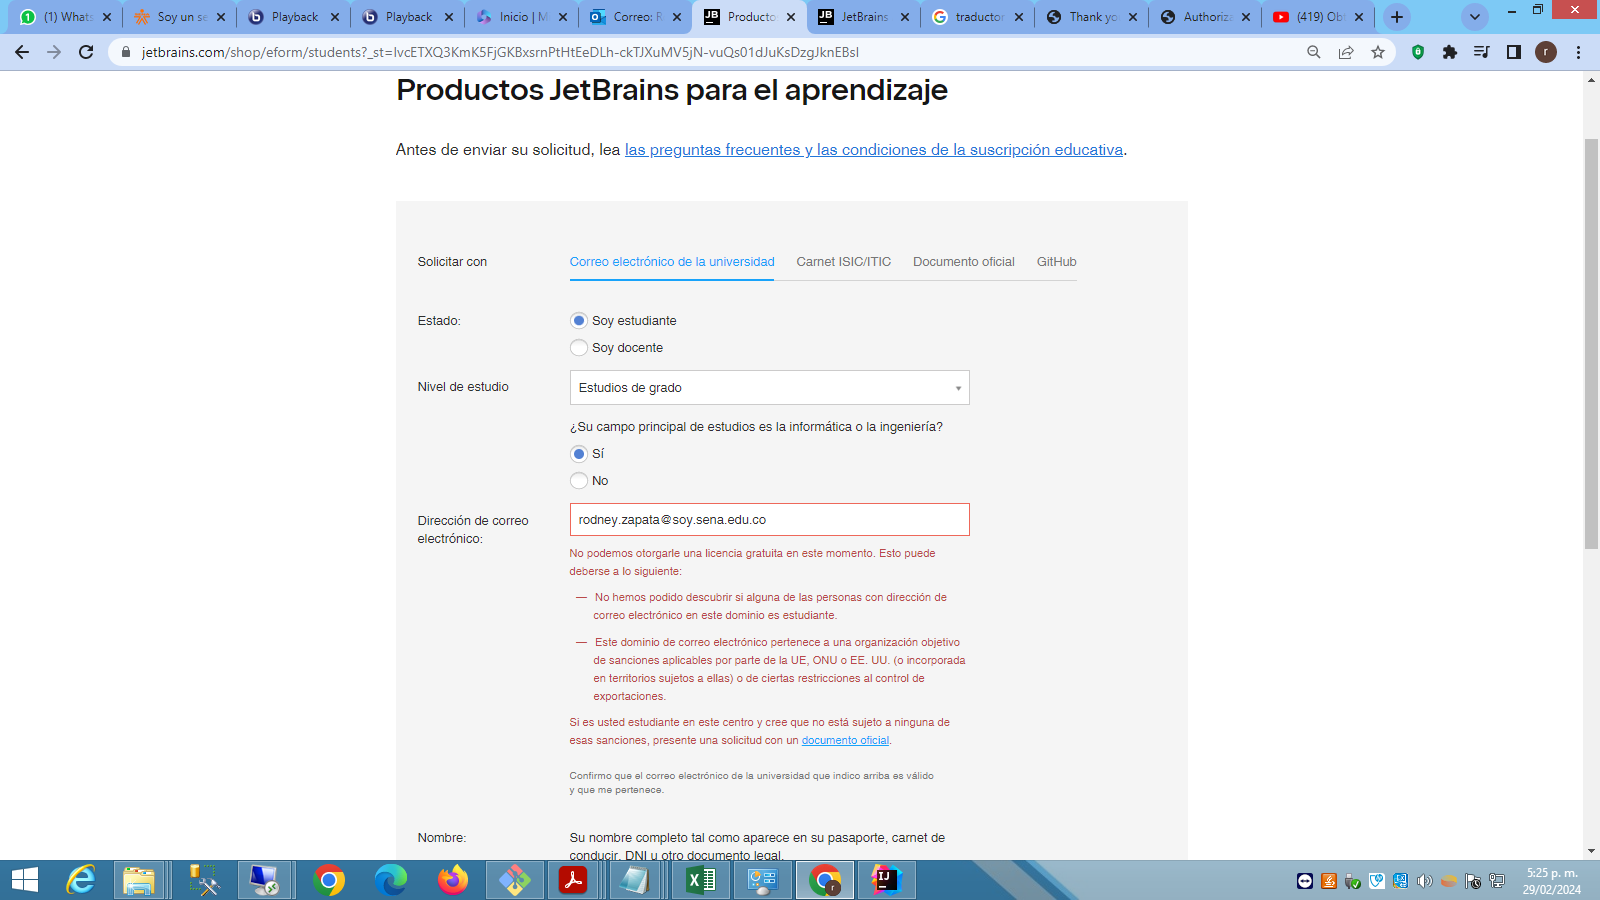 (1) Whats
Soy un se
Playback
Playback
Inicio | Mi
Correo: R
Producto
JetBrains
traductor
Thank yo
Authoriza
(419) Obt
jetbrains.com/shop/eform/students?_st=IvcETXQ3KmK5FjGKBxsrnPtHtEeDLh-ckTJXuMV5jN-vuQs01dJuKsDzgJknEBsI
r
Productos JetBrains para el aprendizaje
Antes de enviar su solicitud, lea las preguntas frecuentes y las condiciones de la suscripción educativa.
Solicitar con
Correo electrónico de la universidad
Carnet ISIC/ITIC
Documento oficial
GitHub
Estado:
Soy estudiante
Soy docente
Nivel de estudio
Estudios de grado
¿Su campo principal de estudios es la informática o la ingeniería?
Sí
No
Dirección de correo
electrónico:
rodney.zapata@soy.sena.edu.co
No podemos otorgarle una licencia gratuita en este momento. Esto puede
deberse a lo siguiente:
— No hemos podido descubrir si alguna de las personas con dirección de
correo electrónico en este dominio es estudiante.
— Este dominio de correo electrónico pertenece a una organización objetivo
de sanciones aplicables por parte de la UE, ONU o EE. UU. (o incorporada
en territorios sujetos a ellas) o de ciertas restricciones al control de
exportaciones.
Si es usted estudiante en este centro y cree que no está sujeto a ninguna de
esas sanciones, presente una solicitud con un documento oficial.
Confirmo que el correo electrónico de la universidad que indico arriba es válido
y que me pertenece.
Nombre:
Su nombre completo tal como aparece en su pasaporte, carnet de
conducir, DNI u otro documento legal.
5:25 p. m.
29/02/2024